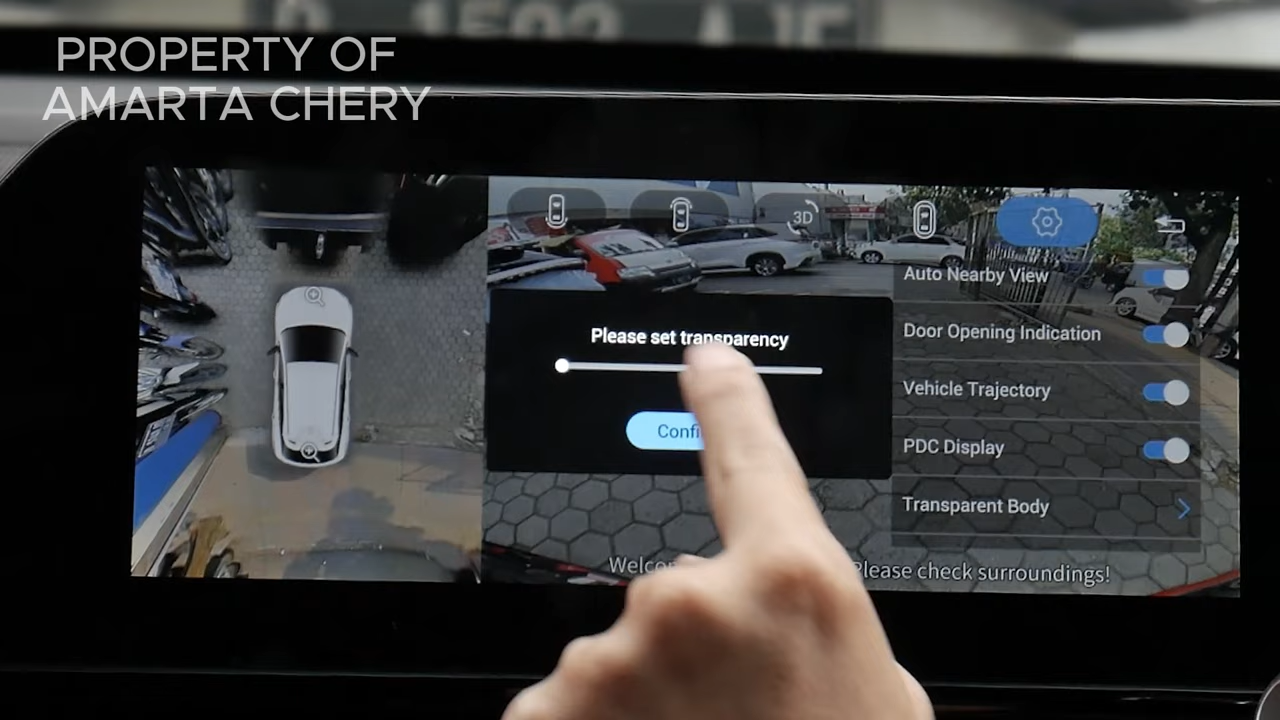 PROPERTY OF
AMARTA CHERY
3D
Auto Nearby View
Please set transparency
Door Opening Indication
Vehicle Trajectory
PDC Display
Transparent Body
Please check surroundings!